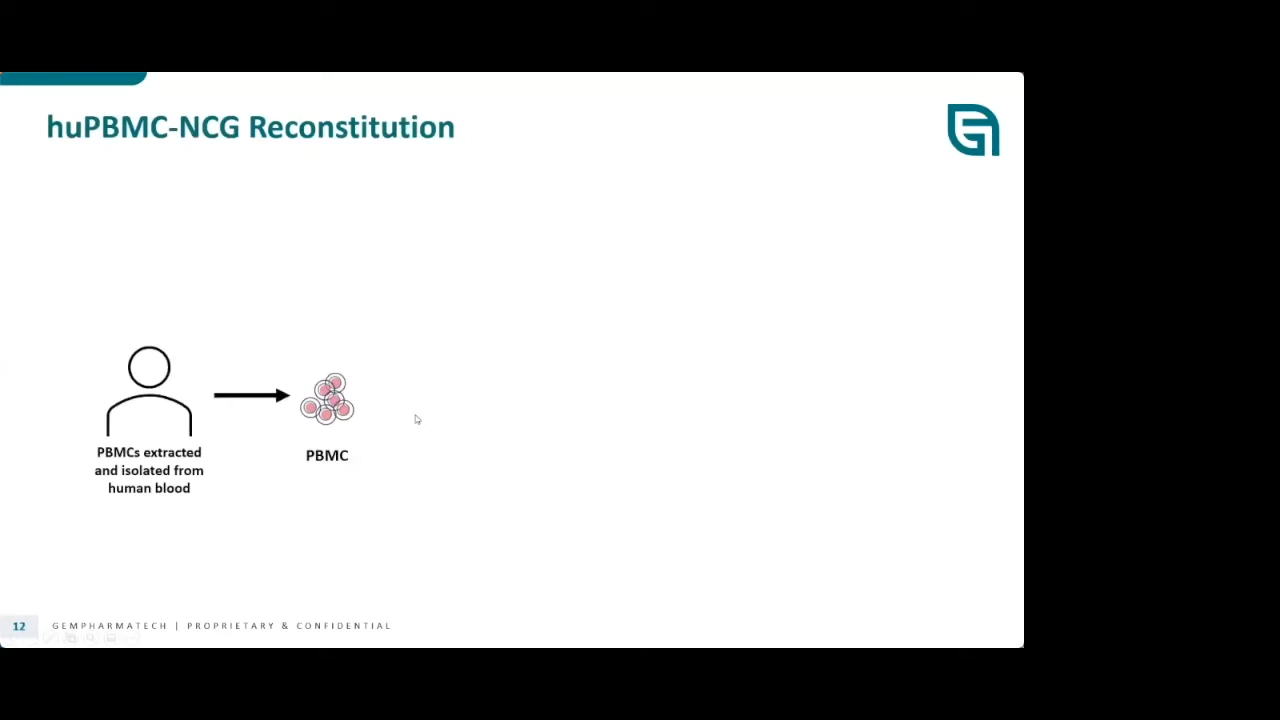 huPBMC-NCG Reconstitution
PBMCs extracted
and isolated from
human blood
PBMC
12
GEMPHARMATECH | PROPRIETARY & CONFIDENTIAL